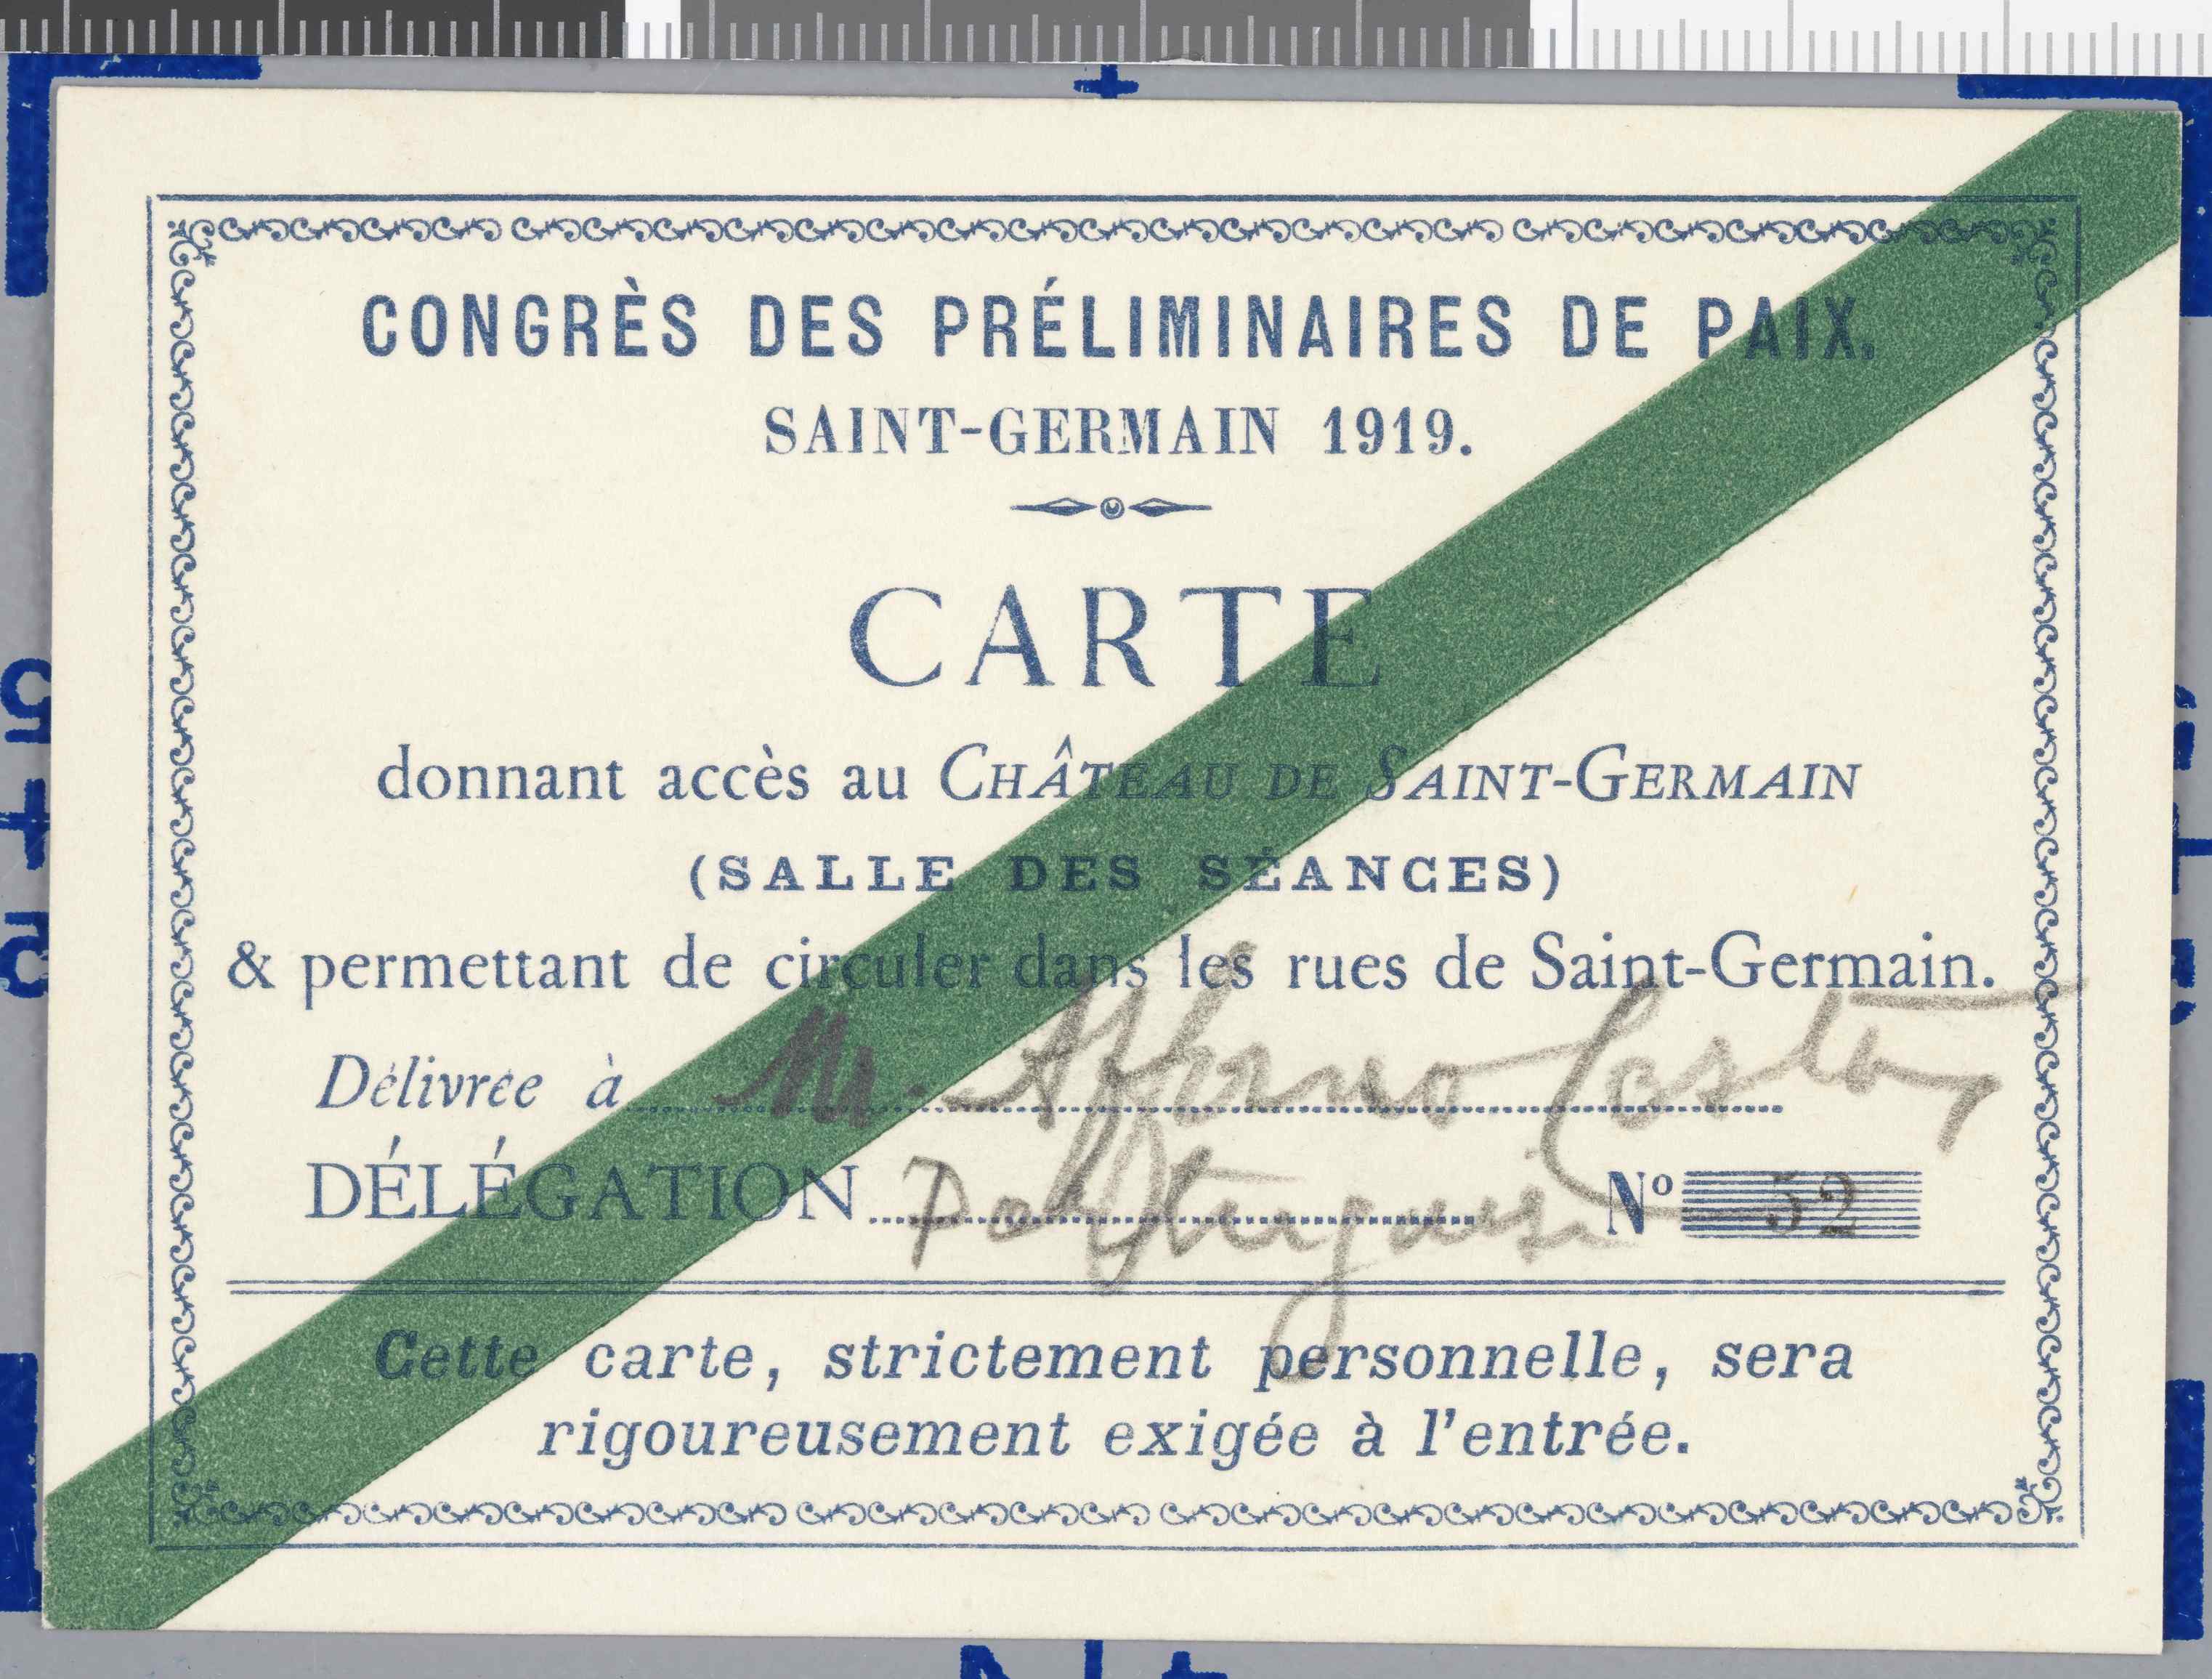 CONGRÈS DES PRÉLIMINAIRES DE PAIX.
SAINT-GERMAIN 1919.
CARTE
donnant accès au CHÂTEAU DE SAINT-GERMAIN
(SALLE DES SÉANCES)
& permettant de circuler dans les rues de Saint-Germain.
Délivrée à Mr. Affonso Costa
DÉLÉGATION Portugaise No 52
Cette carte, strictement personnelle, sera
rigoureusement exigée à l'entrée.